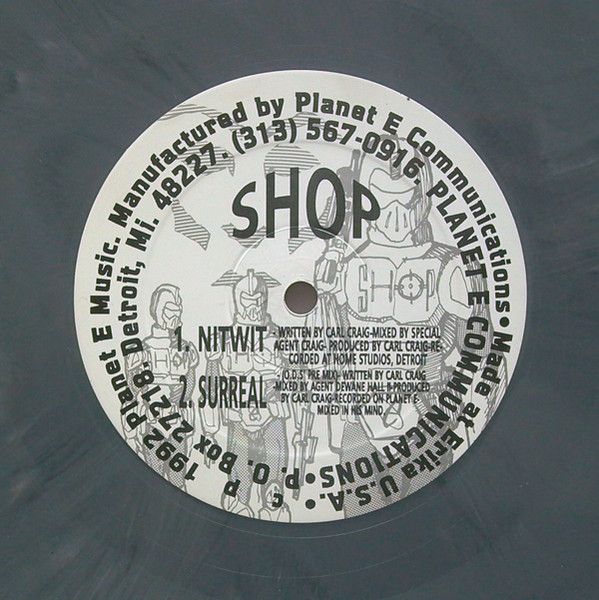 P 1992 Planet E Music. Manufactured by Planet E Communications • Made at Erika U.S.A. •
c P. O. Box 27218. Detroit, Mi. 48227. (313) 567-0916. PLANET E COMMUNICATIONS •
SHOP
SHOP
1. NITWIT - WRITTEN BY CARL CRAIG-MIXED BY SPECIAL
AGENT CRAIG- PRODUCED BY CARL CRAIG-RE-
CORDED AT HOME STUDIOS, DETROIT
2. SURREAL - (O.D.S. PRE MIX)- WRITTEN BY CARL CRAIG
-MIXED BY AGENT DEWANE HALL II-PRODUCED
BY CARL CRAIG-RECORDED ON PLANET E-
MIXED IN HIS MIND.